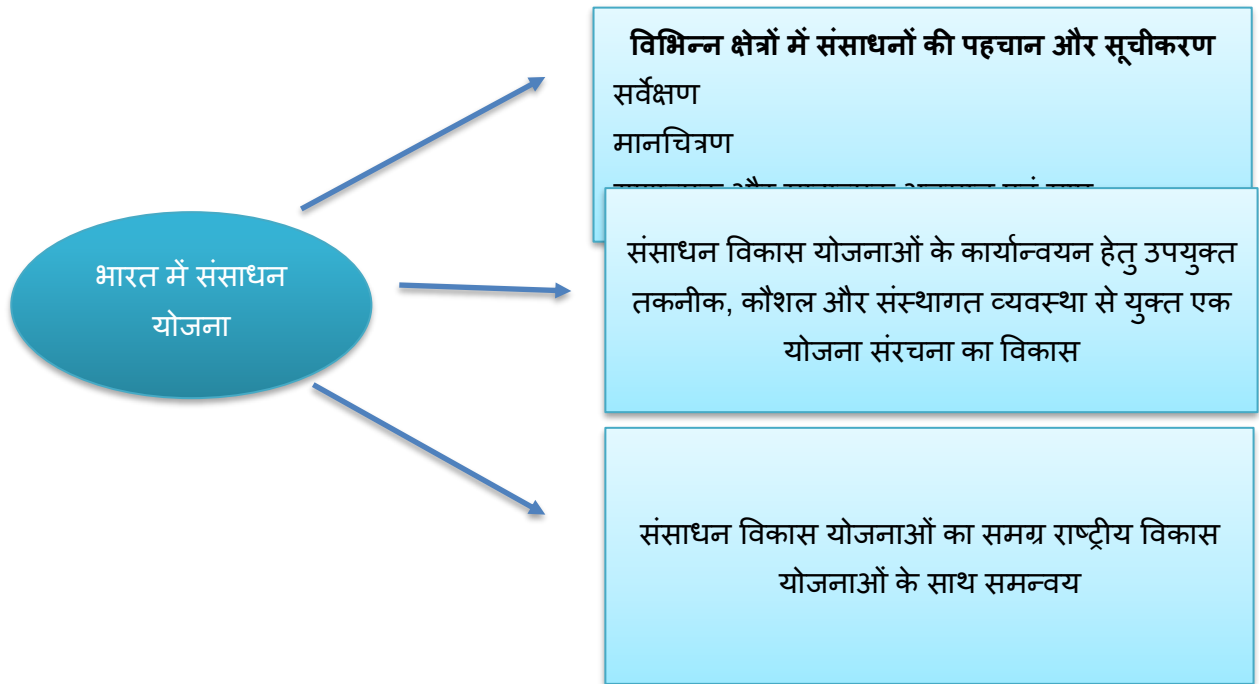 भारत में संसाधन
योजना
विभिन्न क्षेत्रों में संसाधनों की पहचान और सूचीकरण
सर्वेक्षण
मानचित्रण
और
संसाधन विकास योजनाओं के कार्यान्वयन हेतु उपयुक्त
तकनीक, कौशल और संस्थागत व्यवस्था से युक्त एक
योजना संरचना का विकास
संसाधन विकास योजनाओं का समग्र राष्ट्रीय विकास
योजनाओं के साथ समन्वय